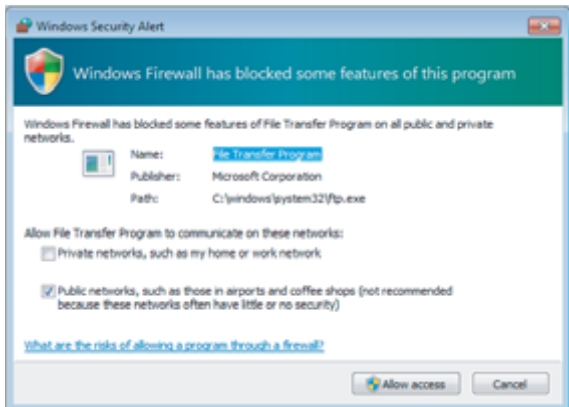 Windows Security Alert
Windows Firewall has blocked some features of this program
Windows Firewall has blocked some features of File Transfer Program on all public and private
networks.
Name: File Transfer Program
Publisher: Microsoft Corporation
Path: C:\windows\system32\ftp.exe
Allow File Transfer Program to communicate on these networks:
Private networks, such as my home or work network
Public networks, such as those in airports and coffee shops (not recommended
because these networks often have little or no security)
What are the risks of allowing a program through a firewall?
Allow access Cancel